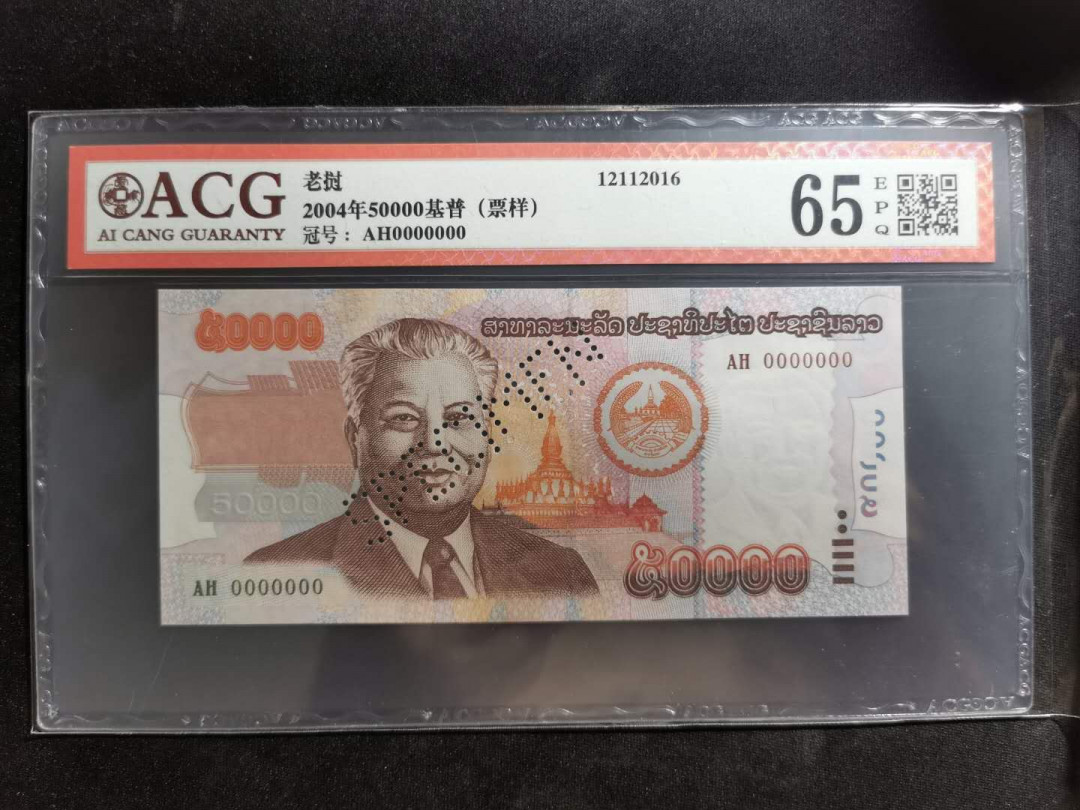 ACG
AI CANG GUARANTY
老挝
2004年50000基普（票样）
冠号： AH0000000
12112016
65
EPQ
໕0000
ສາທາລະນະລັດ ປະຊາທິປະໄຕ ປະຊາຊົນລາວ
AH 0000000
50000
AH 0000000
໕0000